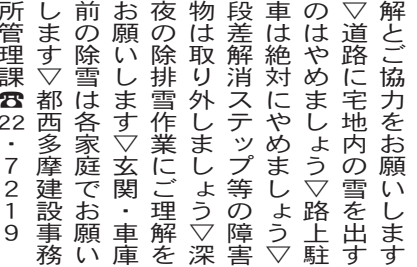 解とご協力をお願いします
▽道路に宅地内の雪を出す
のはやめましょう▽路上駐
車は絶対にやめましょう▽
段差解消ステップ等の障害
物は取り外しましょう▽深
夜の除排雪作業にご理解を
お願いします▽玄関・車庫
前の除雪は各家庭でお願い
します▽都西多摩建設事務
所管理課☎22・7219